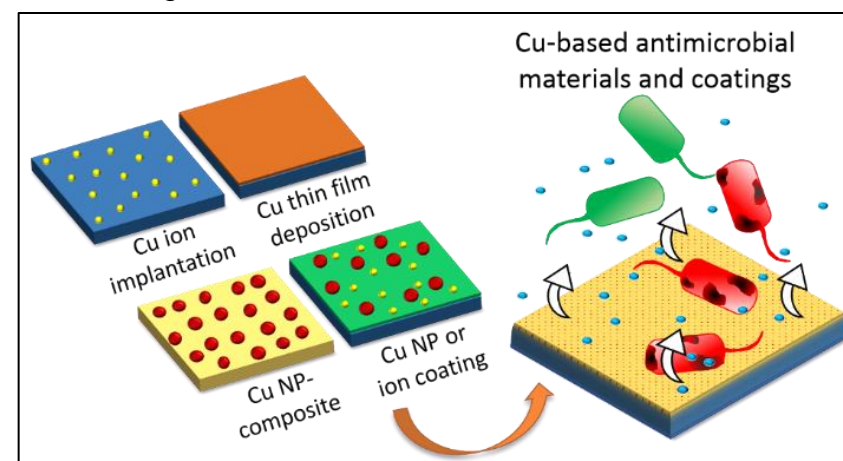 Cu-based antimicrobial
materials and coatings
Cu ion
implantation
Cu thin film
deposition
Cu NP-
composite
Cu NP or
ion coating